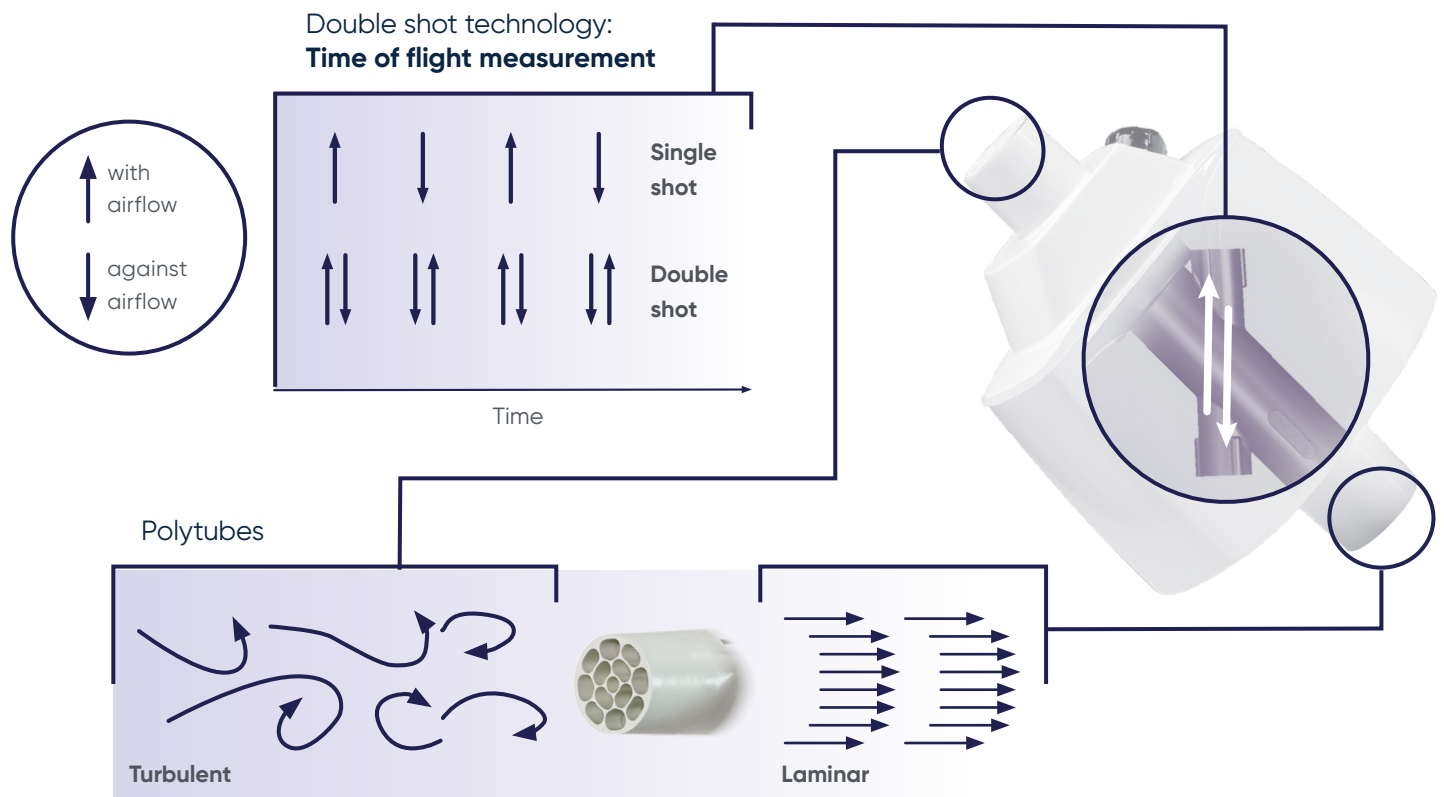 Double shot technology:
Time of flight measurement
with
airflow
against
airflow
Single
shot
Double
shot
Time
Polytubes
Turbulent
Laminar